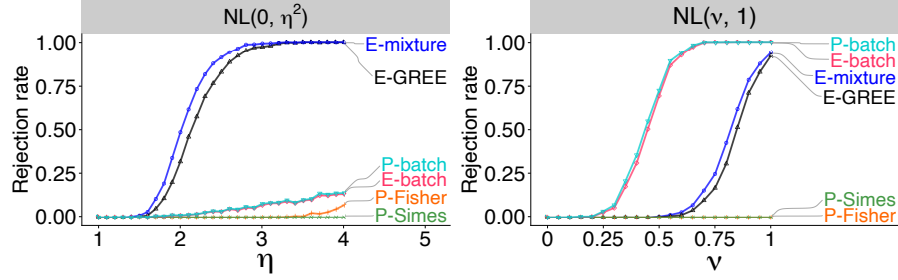 NL(0, η²)
NL(ν, 1)
Rejection rate
1.00
0.75
0.50
0.25
0.00
E-mixture
E-GREE
P-batch
E-batch
P-Fisher
P-Simes
1
2
3
4
5
η
Rejection rate
1.00
0.75
0.50
0.25
0.00
P-batch
E-batch
E-mixture
E-GREE
P-Simes
P-Fisher
0
0.25
0.5
0.75
1
ν